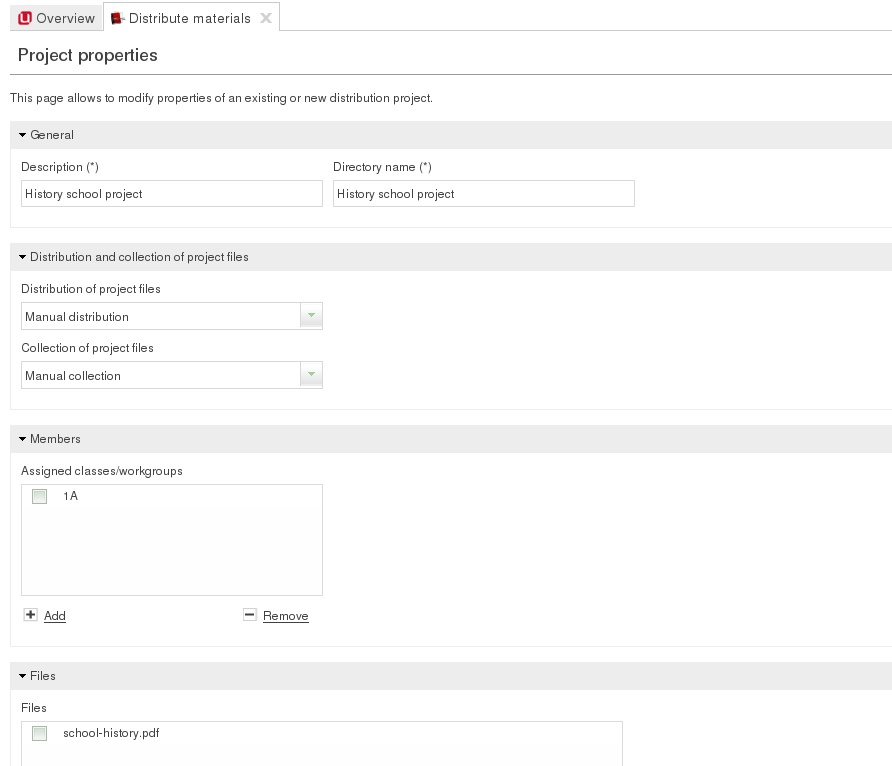 Overview Distribute materials
Project properties
This page allows to modify properties of an existing or new distribution project.
General
Description (*) Directory name (*)
History school project History school project
Distribution and collection of project files
Distribution of project files
Manual distribution
Collection of project files
Manual collection
Members
Assigned classes/workgroups
1A
Add Remove
Files
Files
school-history.pdf